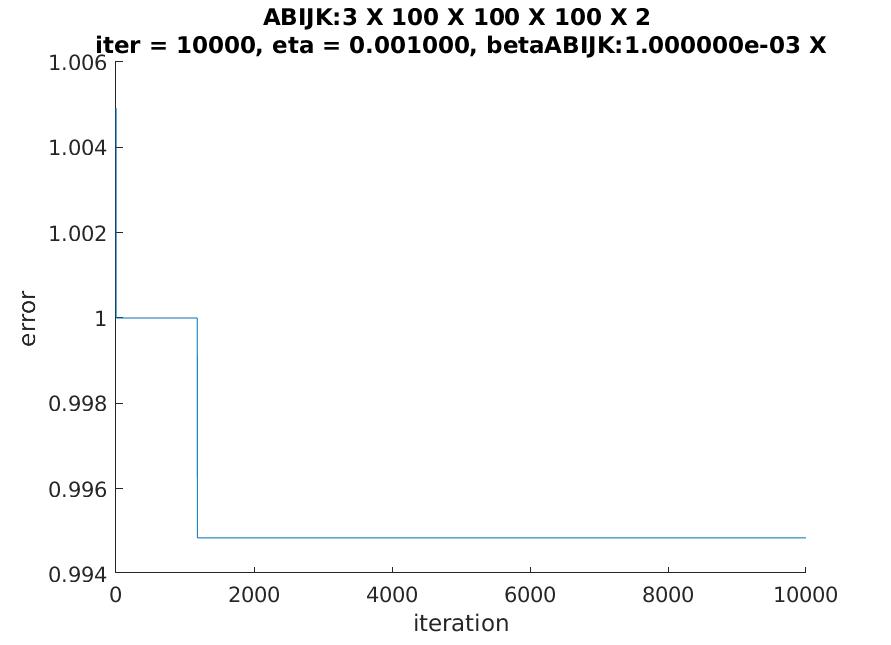 ABIJK:3 X 100 X 100 X 100 X 2
iter = 10000, eta = 0.001000, betaABIJK:1.000000e-03 X
1.006
1.004
1.002
1
0.998
0.996
0.994
error
0 2000 4000 6000 8000 10000
iteration